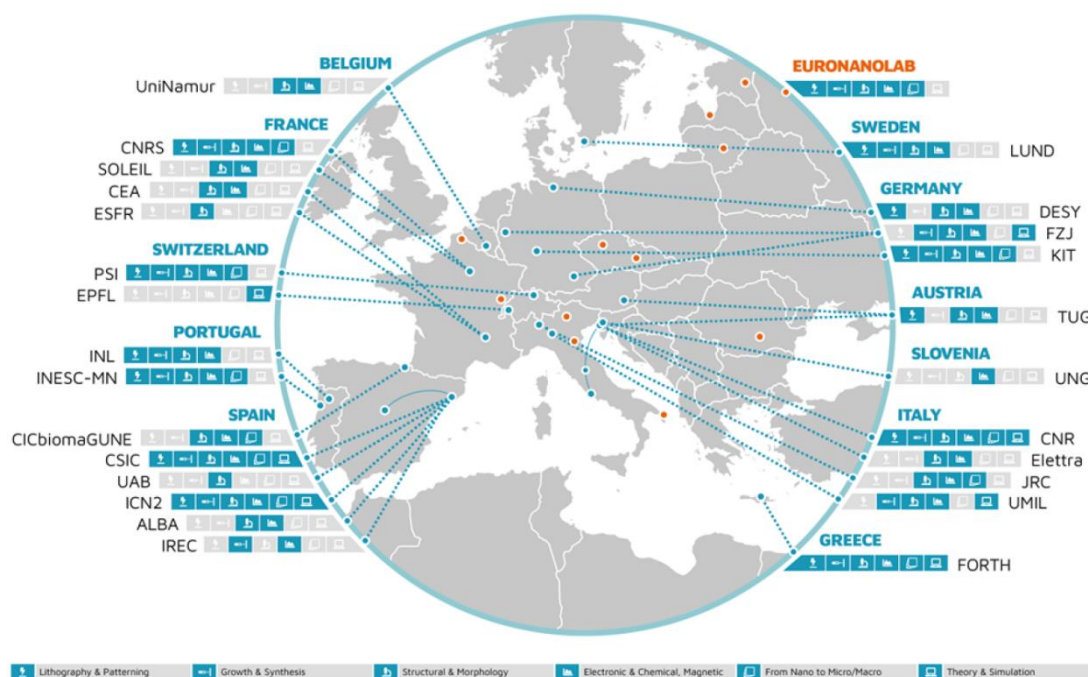 BELGIUM
UniNamur
FRANCE
CNRS
SOLEIL
CEA
ESFR
SWITZERLAND
PSI
EPFL
PORTUGAL
INL
INESC-MN
SPAIN
CICbiomaGUNE
CSIC
UAB
ICN2
ALBA
IREC
EURONANOLAB
SWEDEN
LUND
GERMANY
DESY
FZJ
KIT
AUSTRIA
TUG
SLOVENIA
UNG
ITALY
CNR
Elettra
JRC
UMIL
GREECE
FORTH
Lithography & Patterning
Growth & Synthesis
Structural & Morphology
Electronic & Chemical, Magnetic
From Nano to Micro/Macro
Theory & Simulation